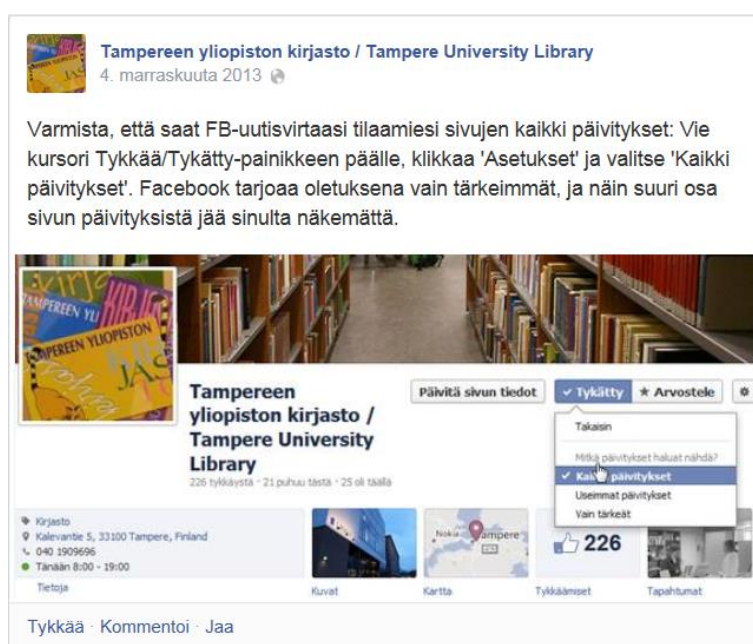 Tampereen yliopiston kirjasto / Tampere University Library
4. marraskuuta 2013
Varmista, että saat FB-uutisvirtaasi tilaamiesi sivujen kaikki päivitykset: Vie
kursori Tykkää/Tykätty-painikkeen päälle, klikkaa 'Asetukset' ja valitse 'Kaikki
päivitykset'. Facebook tarjoaa oletuksena vain tärkeimmät, ja näin suuri osa
sivun päivityksistä jää sinulta näkemättä.
TAMPEREEN YLIOPISTON
Tampereen
yliopiston kirjasto /
Tampere University
Library
226 tykkäystä · 21 puhuu tästä · 25 oli täällä
Päivitä sivun tiedot
Tykätty
Arvostele
Takaisin
Mitkä päivitykset haluat nähdä?
Kaikki päivitykset
Useimmat päivitykset
Vain tärkeät
Kirjasto
Kalevantie 5, 33100 Tampere, Finland
040 1909696
Tänään 8:00 - 19:00
Tietoja
Kuvat
Nokia
Tampere
Kartta
226
Tykkäämiset
Tapahtumat
Tykkää · Kommentoi · Jaa